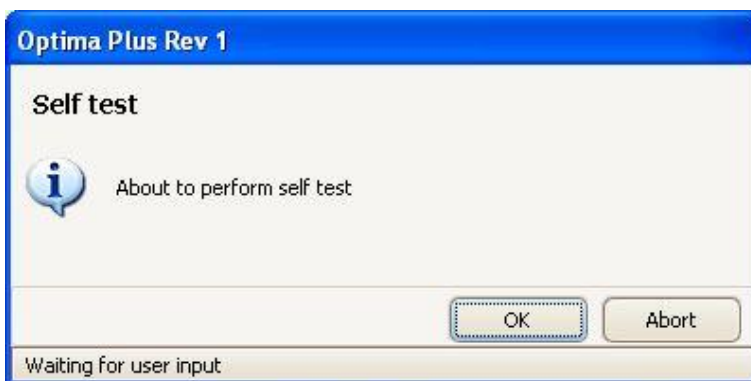 Optima Plus Rev 1
Self test
About to perform self test
OK Abort
Waiting for user input